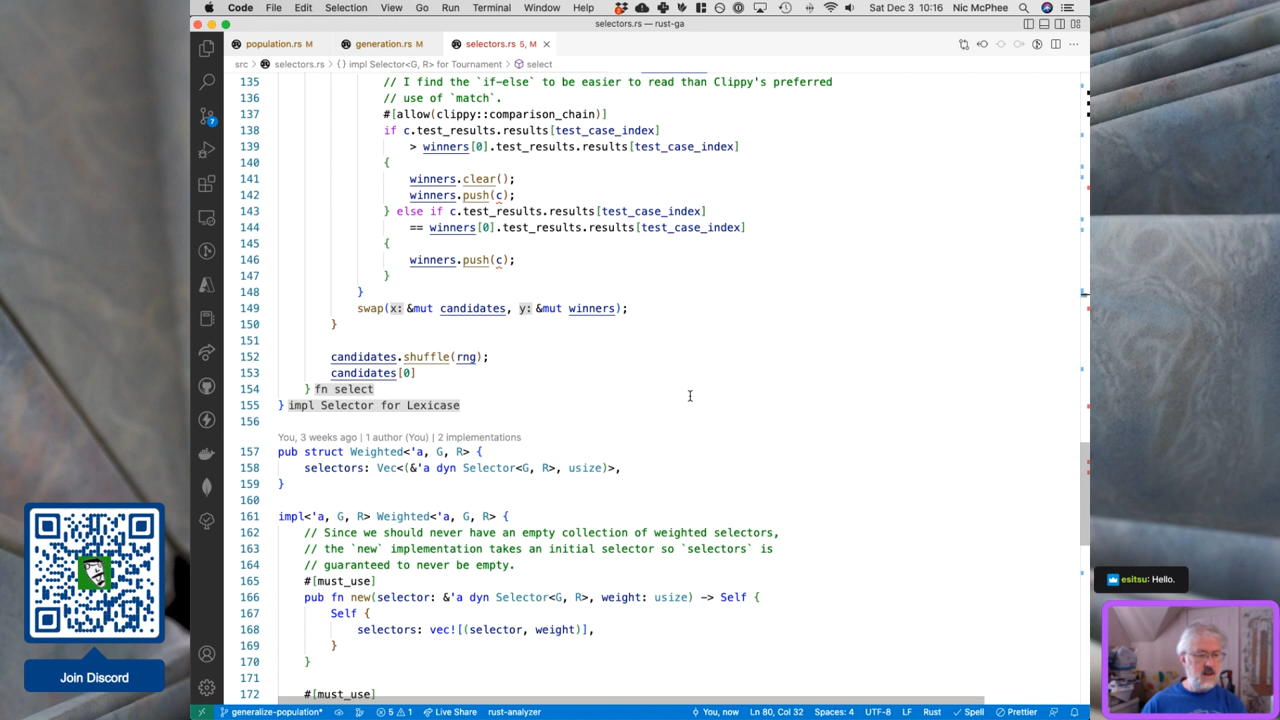 Code File Edit Selection View Go Run Terminal Window Help Sat Dec 3 10:16 Nic McPhee
selectors.rs — rust-ga
population.rs M generation.rs M selectors.rs 5, M
src > selectors.rs > {} impl Selector<G, R> for Tournament > select
135 // I find the `if-else` to be easier to read than Clippy's preferred
136 // use of `match`.
137 #[allow(clippy::comparison_chain)]
138 if c.test_results.results[test_case_index]
139 > winners[0].test_results.results[test_case_index]
140 {
141 winners.clear();
142 winners.push(c);
143 } else if c.test_results.results[test_case_index]
144 == winners[0].test_results.results[test_case_index]
145 {
146 winners.push(c);
147 }
148 }
149 swap(x: &mut candidates, y: &mut winners);
150 }
151
152 candidates.shuffle(rng);
153 candidates[0]
154 } fn select
155 } impl Selector for Lexicase
156
You, 3 weeks ago | 1 author (You) | 2 implementations
157 pub struct Weighted<'a, G, R> {
158 selectors: Vec<(&'a dyn Selector<G, R>, usize)>,
159 }
160
161 impl<'a, G, R> Weighted<'a, G, R> {
162 // Since we should never have an empty collection of weighted selectors,
163 // the `new` implementation takes an initial selector so `selectors` is
164 // guaranteed to never be empty.
165 #[must_use]
166 pub fn new(selector: &'a dyn Selector<G, R>, weight: usize) -> Self {
167 Self {
168 selectors: vec![(selector, weight)],
169 }
170 }
171
172 #[must_use]
7
Join Discord
esitsu: Hello.
generalize-population* 5 1 Live Share rust-analyzer You, now Ln 80, Col 32 Spaces: 4 UTF-8 LF Rust Spell Prettier